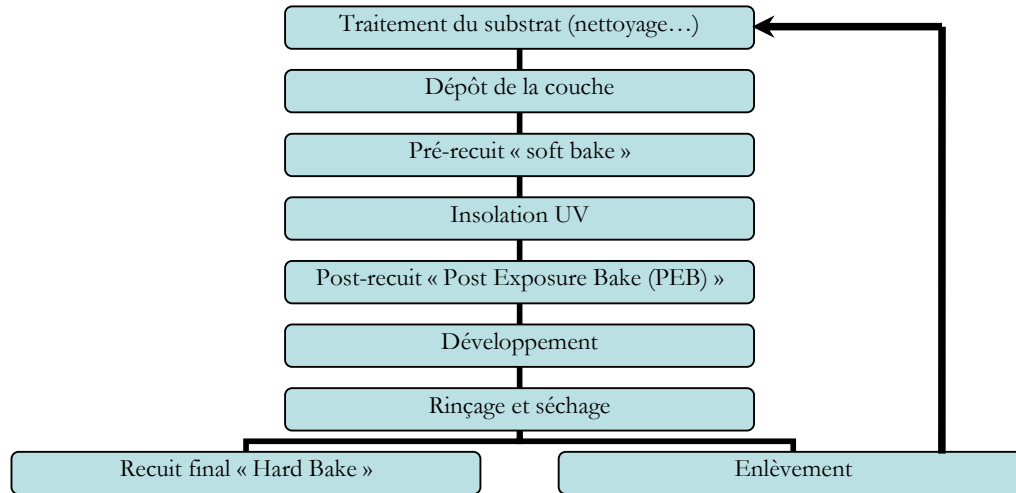 Traitement du substrat (nettoyage…)
Dépôt de la couche
Pré-recuit « soft bake »
Insolation UV
Post-recuit « Post Exposure Bake (PEB) »
Développement
Rinçage et séchage
Recuit final « Hard Bake »
Enlèvement